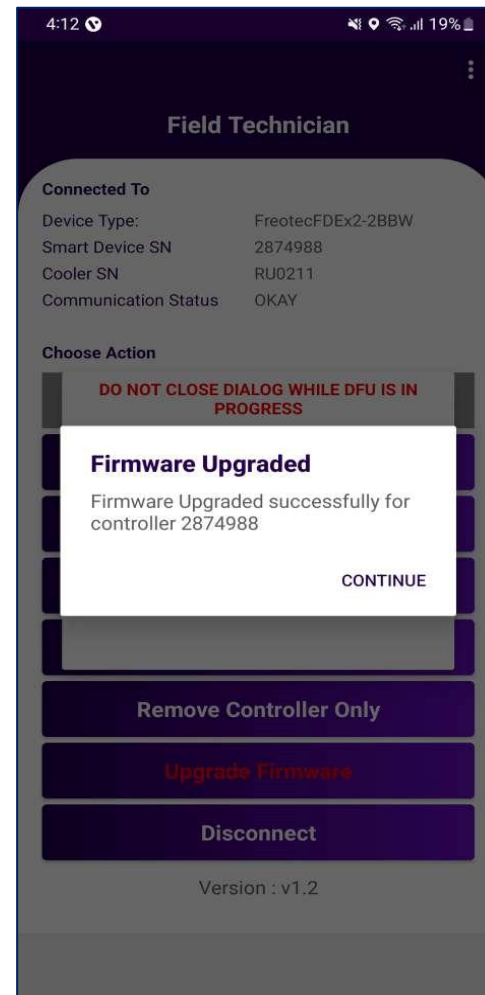 4:12
19%
Field Technician
Connected To
Device Type: FreotecFDEx2-2BBW
Smart Device SN 2874988
Cooler SN RU0211
Communication Status OKAY
Choose Action
DO NOT CLOSE DIALOG WHILE DFU IS IN
PROGRESS
Firmware Upgraded
Firmware Upgraded successfully for
controller 2874988
CONTINUE
Remove Controller Only
Upgrade Firmware
Disconnect
Version : v1.2